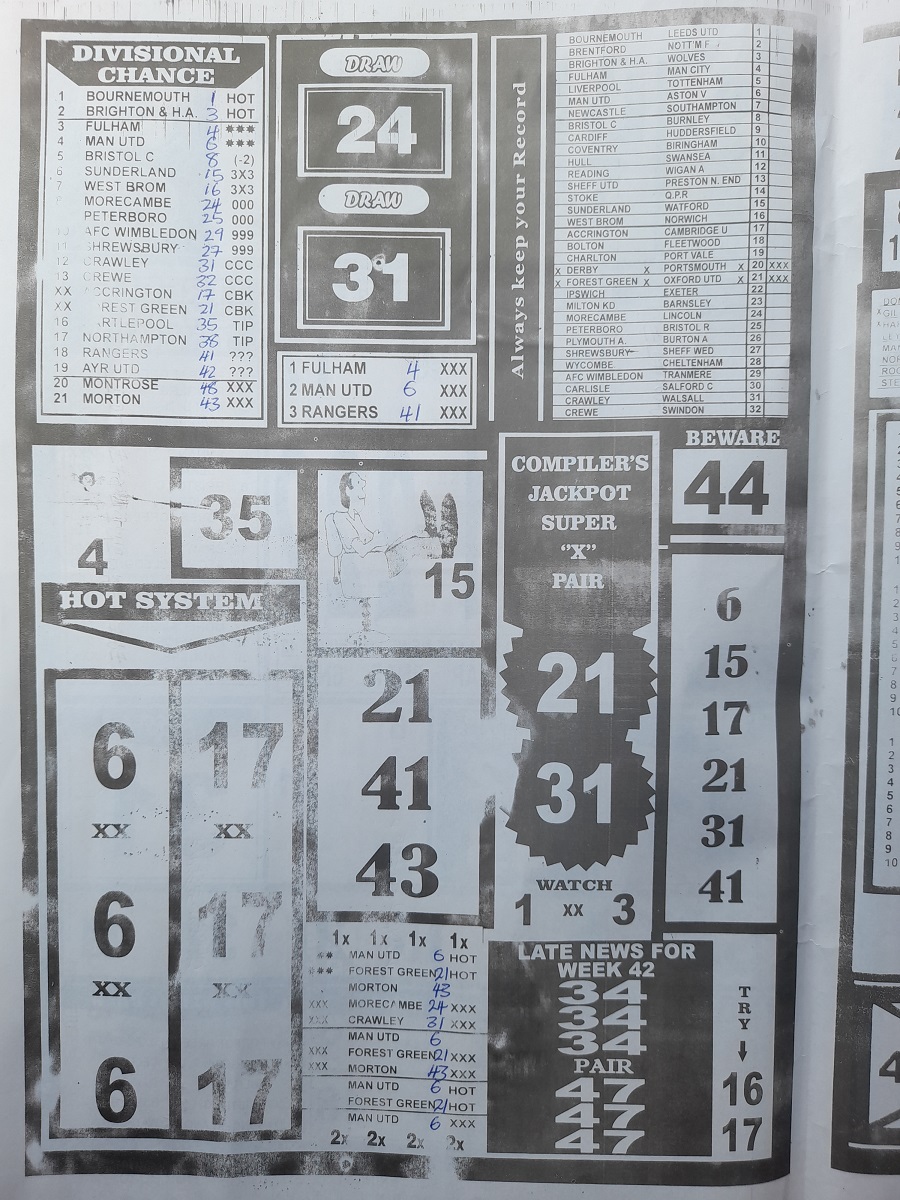 DIVISIONAL
CHANCE
1 BOURNEMOUTH 1 HOT
2 BRIGHTON & H.A. 3 HOT
3 FULHAM 4 ***
4 MAN UTD 6 ***
5 BRISTOL C 8 (-2)
6 SUNDERLAND 15 3X3
7 WEST BROM 16 3X3
MORECAMBE 24 000
PETERBORO 25 000
10 AFC WIMBLEDON 29 999
11 SHREWSBURY 27 999
12 CRAWLEY 31 CCC
13 CREWE 32 CCC
XX ACCRINGTON 17 CBK
XX FOREST GREEN 21 CBK
16 HARTLEPOOL 35 TIP
17 NORTHAMPTON 38 TIP
18 RANGERS 41 ???
19 AYR UTD 42 ???
20 MONTROSE 48 XXX
21 MORTON 43 XXX
DRAW
24
DRAW
31
1 FULHAM 4 XXX
2 MAN UTD 6 XXX
3 RANGERS 41 XXX
Always keep your Record
BOURNEMOUTH LEEDS UTD 1
BRENTFORD NOTT'M F 2
BRIGHTON & H.A. WOLVES 3
FULHAM MAN CITY 4
LIVERPOOL TOTTENHAM 5
MAN UTD ASTON V 6
NEWCASTLE SOUTHAMPTON 7
BRISTOL C BURNLEY 8
CARDIFF HUDDERSFIELD 9
COVENTRY BIRINGHAM 10
HULL SWANSEA 11
READING WIGAN A 12
SHEFF UTD PRESTON N. END 13
STOKE Q.P.R 14
SUNDERLAND WATFORD 15
WEST BROM NORWICH 16
ACCRINGTON CAMBRIDGE U 17
BOLTON FLEETWOOD 18
CHARLTON PORT VALE 19
X DERBY X PORTSMOUTH X 20 XXX
X FOREST GREEN X OXFORD UTD X 21 XXX
IPSWICH EXETER 22
MILTON KD BARNSLEY 23
MORECAMBE LINCOLN 24
PETERBORO BRISTOL R 25
PLYMOUTH A. BURTON A 26
SHREWSBURY SHEFF WED 27
WYCOMBE CHELTENHAM 28
AFC WIMBLEDON TRANMERE 29
CARLISLE SALFORD C 30
CRAWLEY WALSALL 31
CREWE SWINDON 32
4
35
15
HOT SYSTEM
6 17
XX XX
6 17
XX XX
6 17
21
41
43
1x 1x 1x 1x
** MAN UTD 6 HOT
*** FOREST GREEN 21 HOT
MORTON 43
XXX MORECAMBE 24 XXX
XXX CRAWLEY 31 XXX
MAN UTD 6
XXX FOREST GREEN 21 XXX
XXX MORTON 43 XXX
MAN UTD 6 HOT
FOREST GREEN 21 HOT
MAN UTD 6 XXX
2x 2x 2x 2x
COMPILER'S
JACKPOT
SUPER
"X"
PAIR
21
31
WATCH
1 XX 3
BEWARE
44
6
15
17
21
31
41
LATE NEWS FOR
WEEK 42
34
34
34
PAIR
47
47
47
TRY
16
17